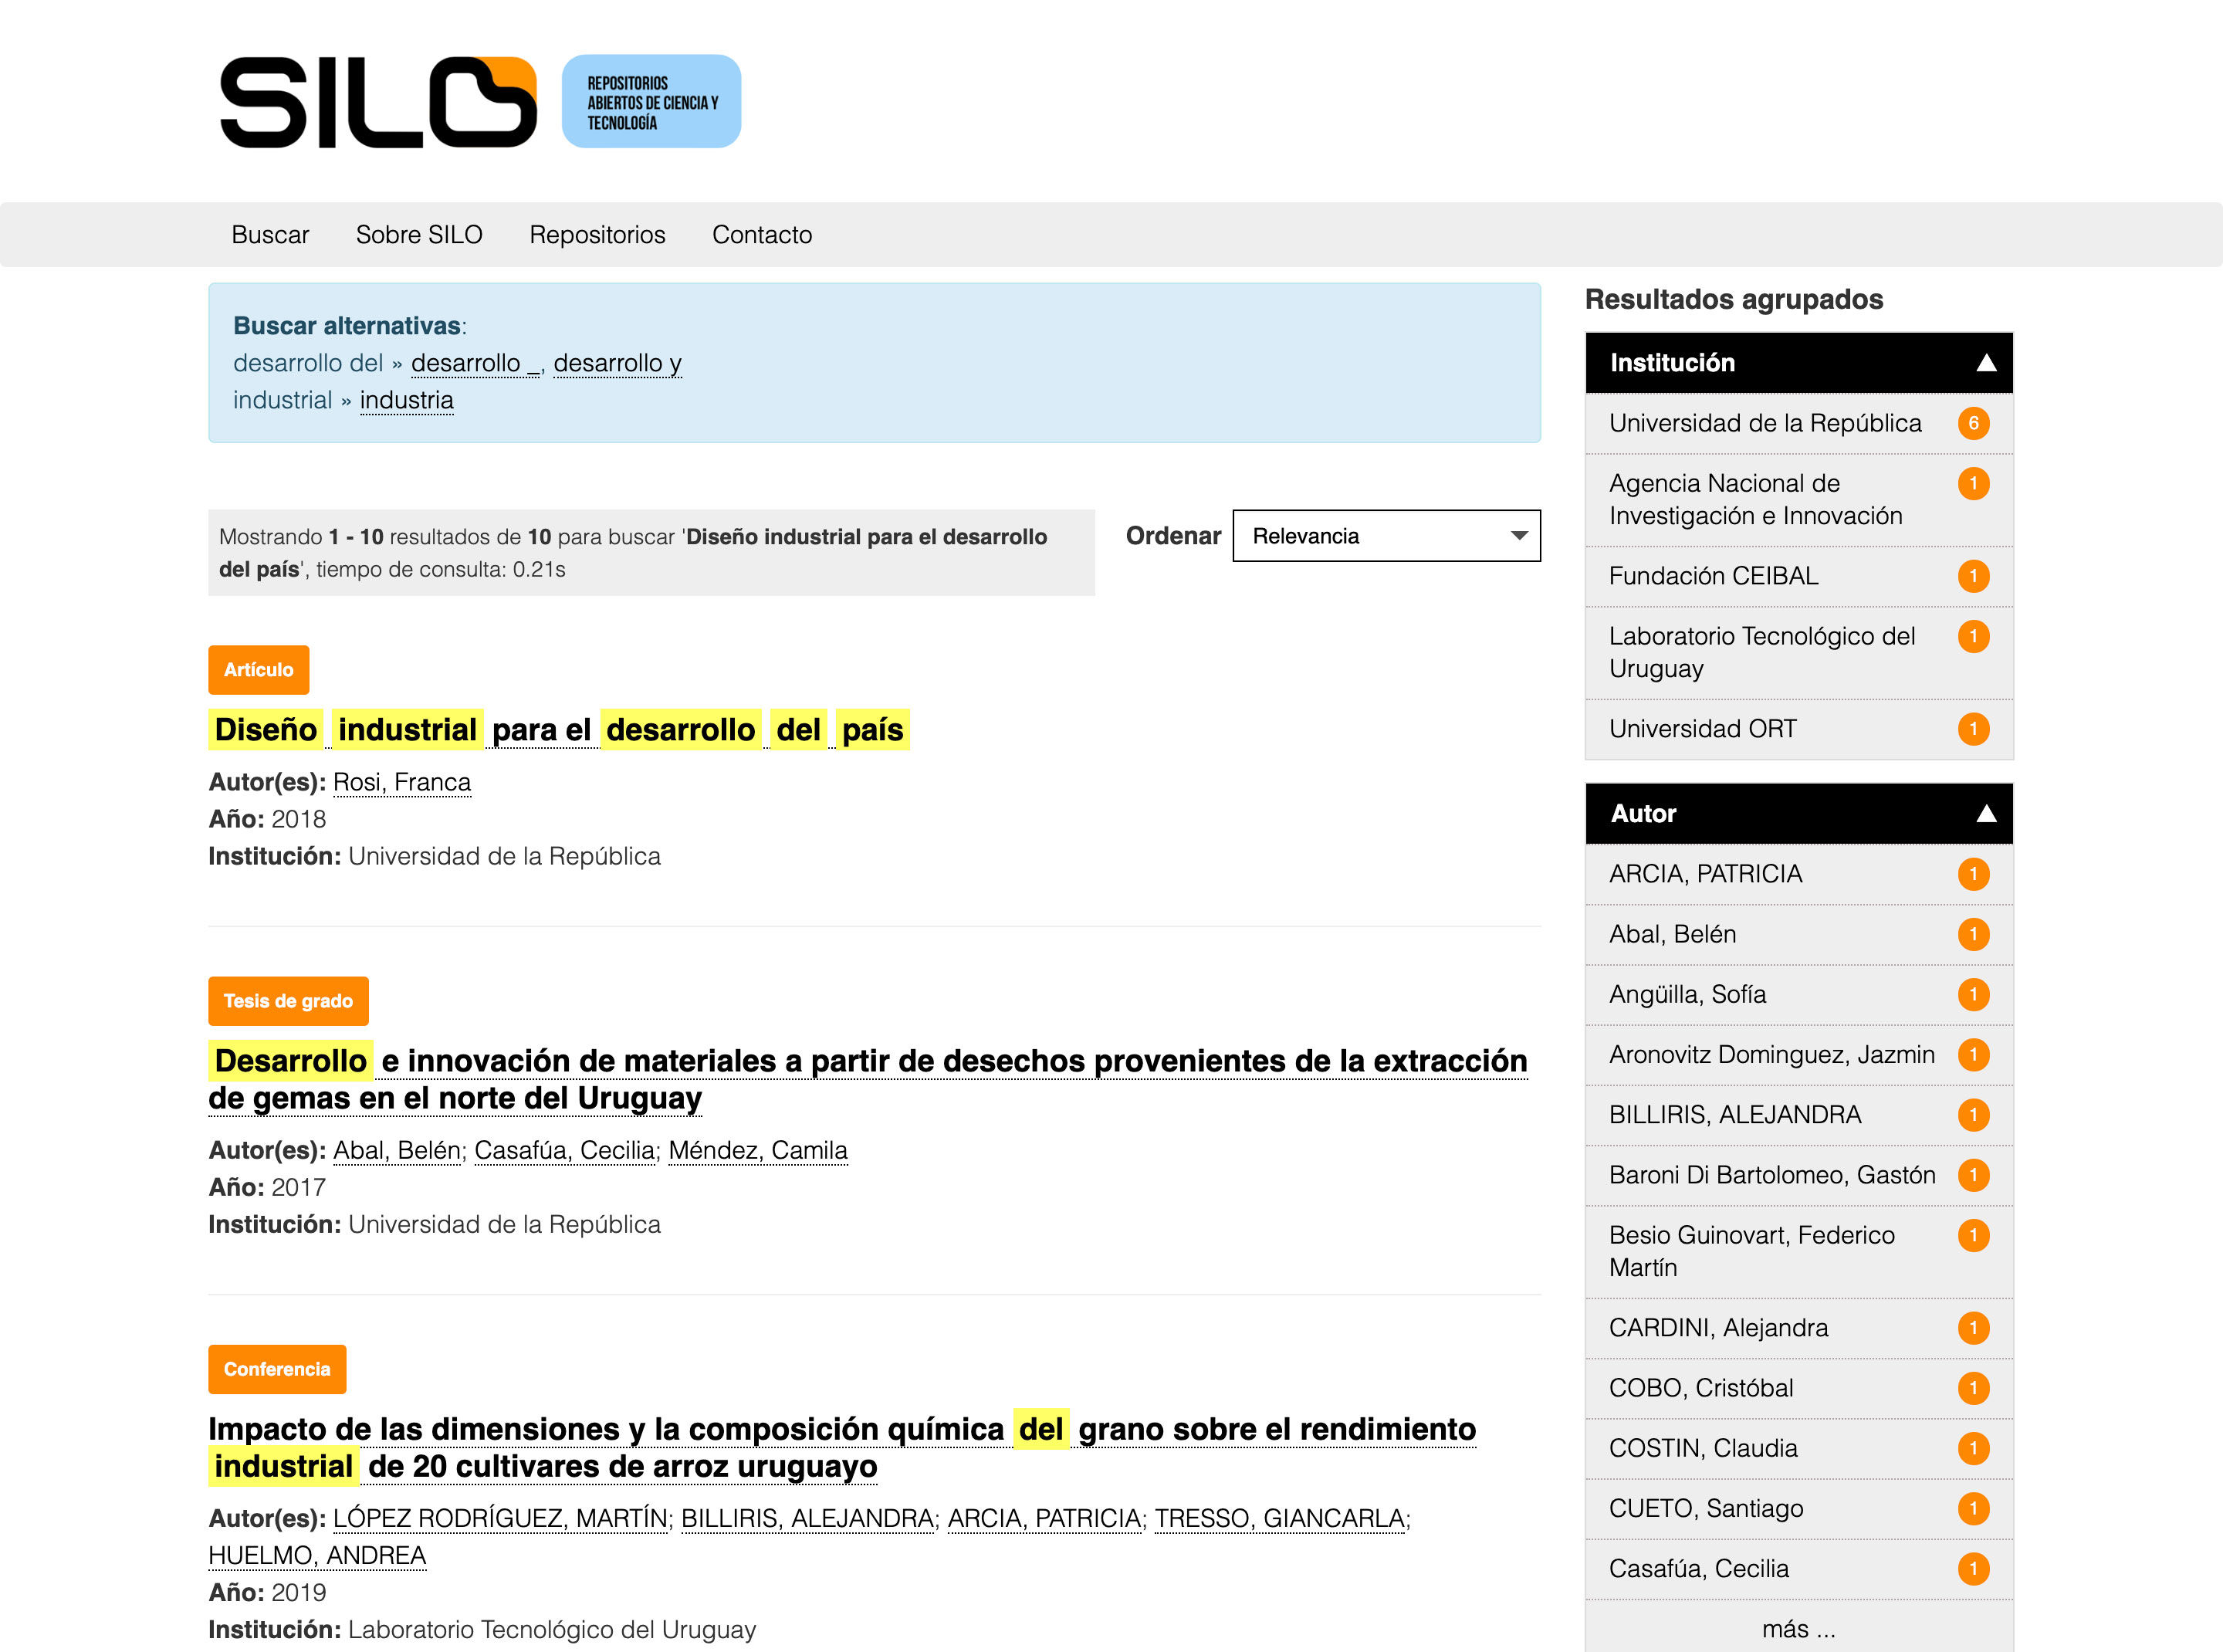 SILO
REPOSITORIOS
ABIERTOS DE CIENCIA Y
TECNOLOGÍA
Buscar Sobre SILO Repositorios Contacto
Buscar alternativas:
desarrollo del » desarrollo _, desarrollo y
industrial » industria
Mostrando 1 - 10 resultados de 10 para buscar 'Diseño industrial para el desarrollo
del país', tiempo de consulta: 0.21s
Ordenar Relevancia
Artículo
Diseño industrial para el desarrollo del país
Autor(es): Rosi, Franca
Año: 2018
Institución: Universidad de la República
Tesis de grado
Desarrollo e innovación de materiales a partir de desechos provenientes de la extracción
de gemas en el norte del Uruguay
Autor(es): Abal, Belén; Casafúa, Cecilia; Méndez, Camila
Año: 2017
Institución: Universidad de la República
Conferencia
Impacto de las dimensiones y la composición química del grano sobre el rendimiento
industrial de 20 cultivares de arroz uruguayo
Autor(es): LÓPEZ RODRÍGUEZ, MARTÍN; BILLIRIS, ALEJANDRA; ARCIA, PATRICIA; TRESSO, GIANCARLA;
HUELMO, ANDREA
Año: 2019
Institución: Laboratorio Tecnológico del Uruguay
Resultados agrupados
Institución
Universidad de la República 6
Agencia Nacional de 1
Investigación e Innovación
Fundación CEIBAL 1
Laboratorio Tecnológico del 1
Uruguay
Universidad ORT 1
Autor
ARCIA, PATRICIA 1
Abal, Belén 1
Angüilla, Sofía 1
Aronovitz Dominguez, Jazmin 1
BILLIRIS, ALEJANDRA 1
Baroni Di Bartolomeo, Gastón 1
Besio Guinovart, Federico 1
Martín
CARDINI, Alejandra 1
COBO, Cristóbal 1
COSTIN, Claudia 1
CUETO, Santiago 1
Casafúa, Cecilia 1
más ...